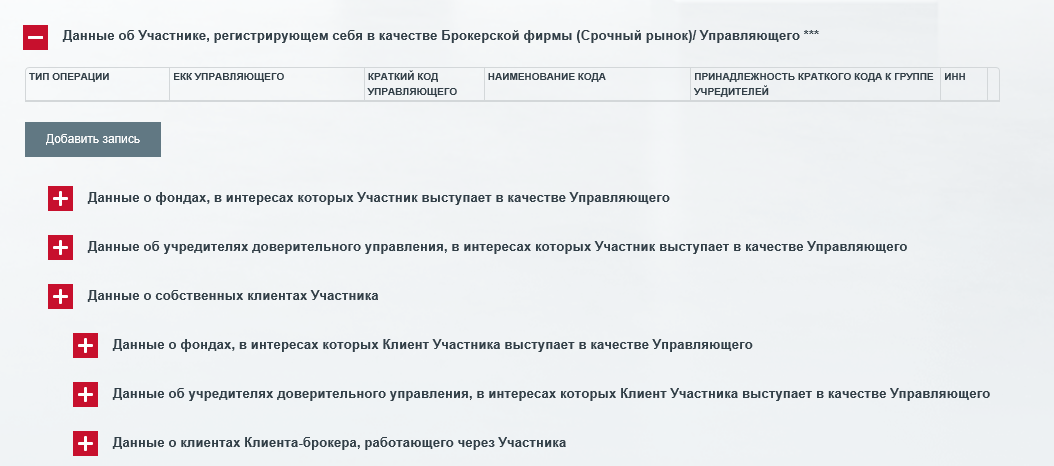 Данные об Участнике, регистрирующем себя в качестве Брокерской фирмы (Срочный рынок)/ Управляющего ***
ТИП ОПЕРАЦИИ ЕКК УПРАВЛЯЮЩЕГО КРАТКИЙ КОД УПРАВЛЯЮЩЕГО НАИМЕНОВАНИЕ КОДА ПРИНАДЛЕЖНОСТЬ КРАТКОГО КОДА К ГРУППЕ УЧРЕДИТЕЛЕЙ ИНН
Добавить запись
Данные о фондах, в интересах которых Участник выступает в качестве Управляющего
Данные об учредителях доверительного управления, в интересах которых Участник выступает в качестве Управляющего
Данные о собственных клиентах Участника
Данные о фондах, в интересах которых Клиент Участника выступает в качестве Управляющего
Данные об учредителях доверительного управления, в интересах которых Клиент Участника выступает в качестве Управляющего
Данные о клиентах Клиента-брокера, работающего через Участника